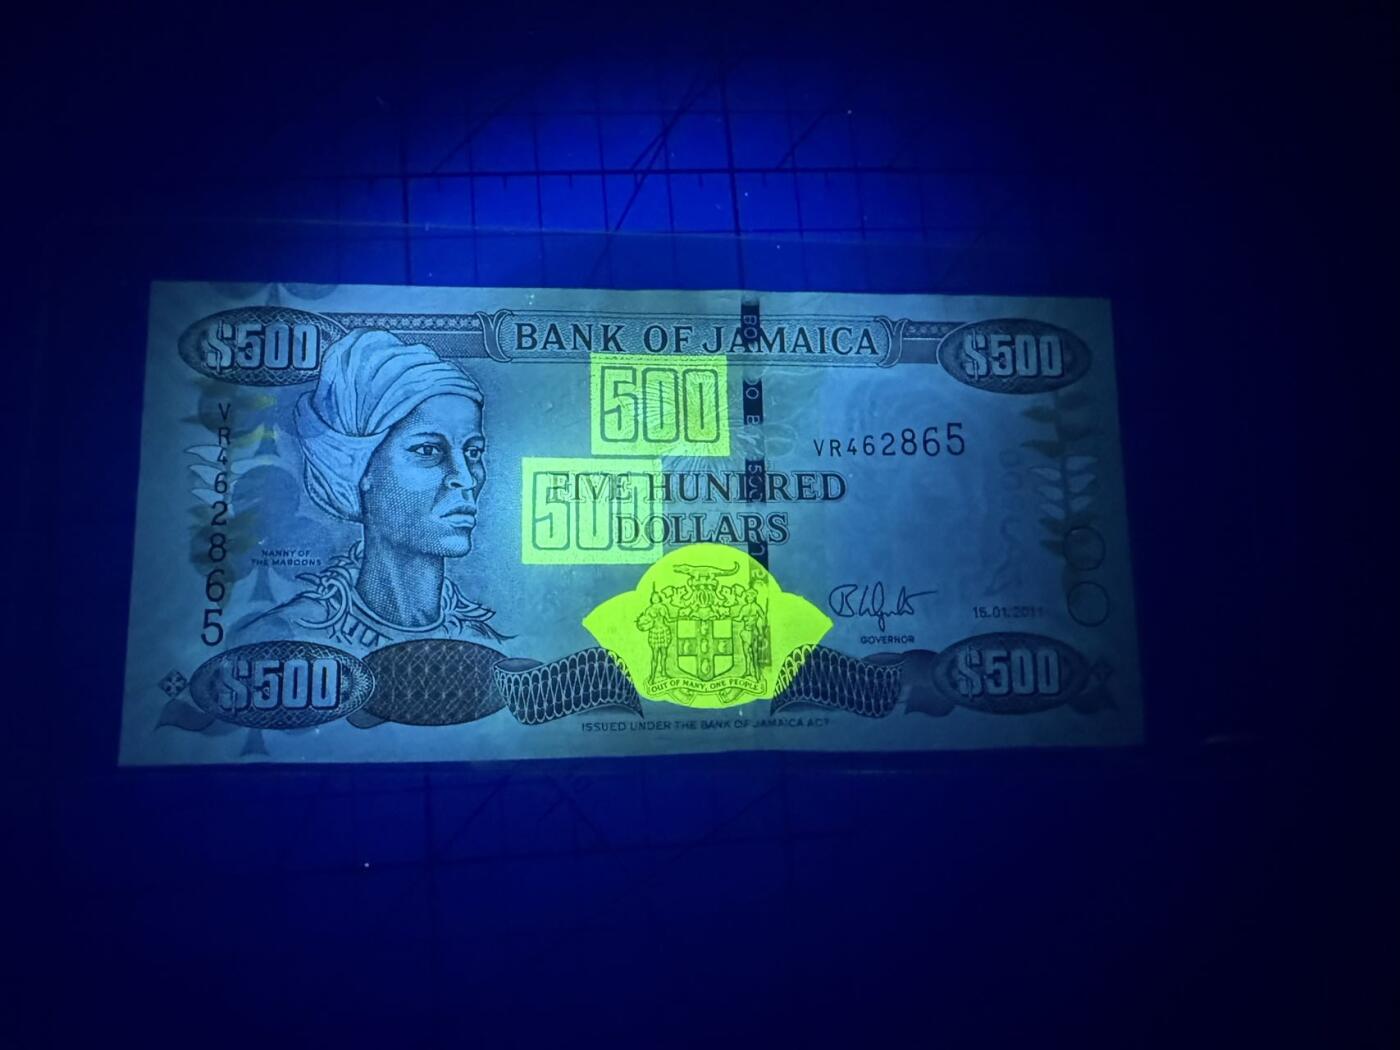 $500
BANK OF JAMAICA
$500
500
VR462865
VR462865
500
FIVE HUNDRED
DOLLARS
NANNY OF
THE MAROONS
GOVERNOR
15.01.2011
$500
OUT OF MANY, ONE PEOPLE
$500
ISSUED UNDER THE BANK OF JAMAICA ACT